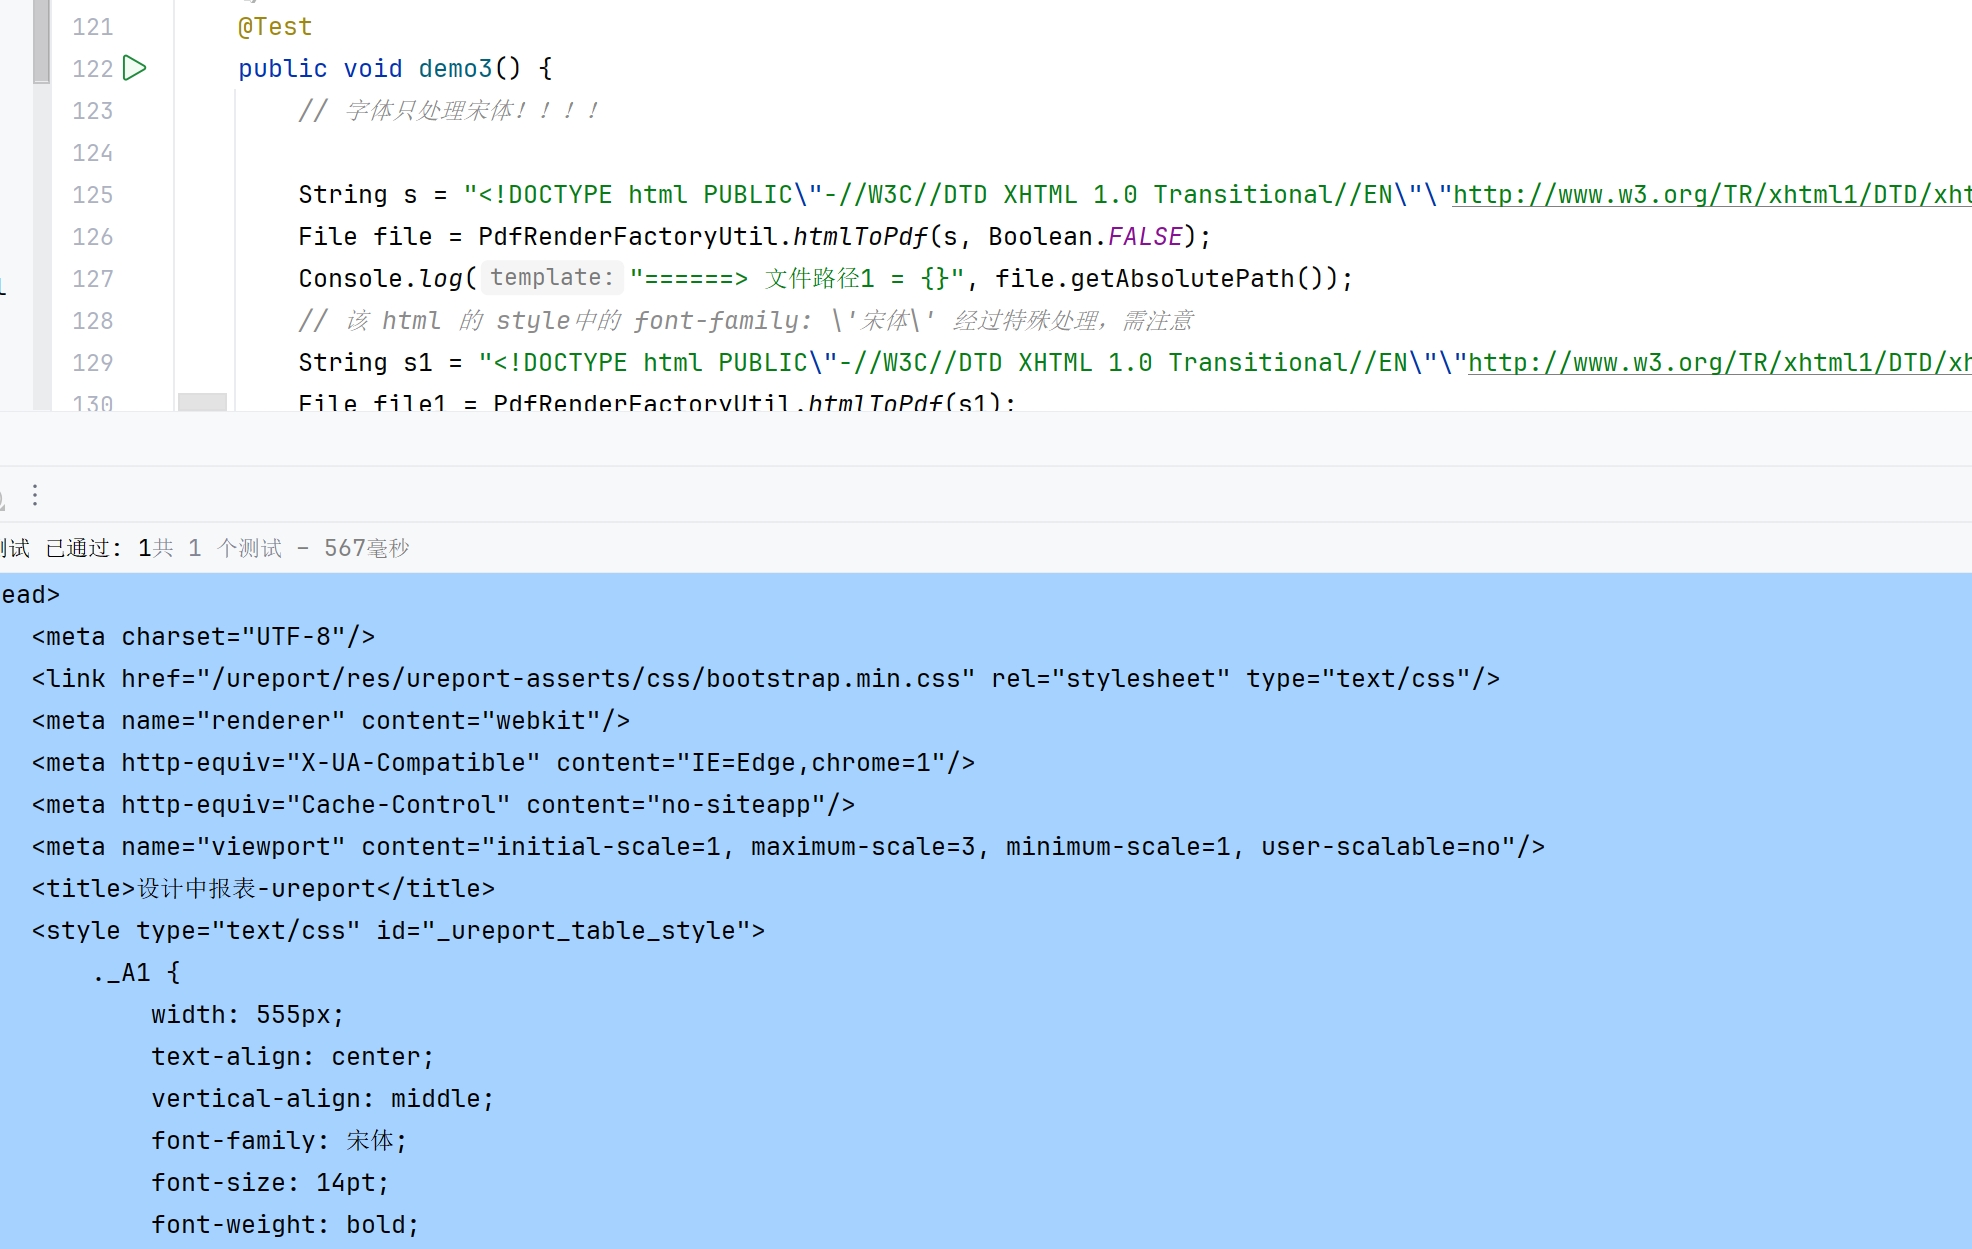 121 @Test
122 public void demo3() {
123 // 字体只处理宋体！！！！
124
125 String s = "<!DOCTYPE html PUBLIC\"-//W3C//DTD XHTML 1.0 Transitional//EN\"\"http://www.w3.org/TR/xhtml1/DTD/xht
126 File file = PdfRenderFactoryUtil.htmlToPdf(s, Boolean.FALSE);
127 Console.log( template: "======> 文件路径1 = {}", file.getAbsolutePath());
128 // 该 html 的 style中的 font-family: \'宋体\' 经过特殊处理，需注意
129 String s1 = "<!DOCTYPE html PUBLIC\"-//W3C//DTD XHTML 1.0 Transitional//EN\"\"http://www.w3.org/TR/xhtml1/DTD/xh
130 File file1 = PdfRenderFactoryUtil.htmlToPdf(s1);
试 已通过: 1共 1 个测试 – 567毫秒
ead>
<meta charset="UTF-8"/>
<link href="/ureport/res/ureport-asserts/css/bootstrap.min.css" rel="stylesheet" type="text/css"/>
<meta name="renderer" content="webkit"/>
<meta http-equiv="X-UA-Compatible" content="IE=Edge,chrome=1"/>
<meta http-equiv="Cache-Control" content="no-siteapp"/>
<meta name="viewport" content="initial-scale=1, maximum-scale=3, minimum-scale=1, user-scalable=no"/>
<title>设计中报表-ureport</title>
<style type="text/css" id="_ureport_table_style">
._A1 {
width: 555px;
text-align: center;
vertical-align: middle;
font-family: 宋体;
font-size: 14pt;
font-weight: bold;